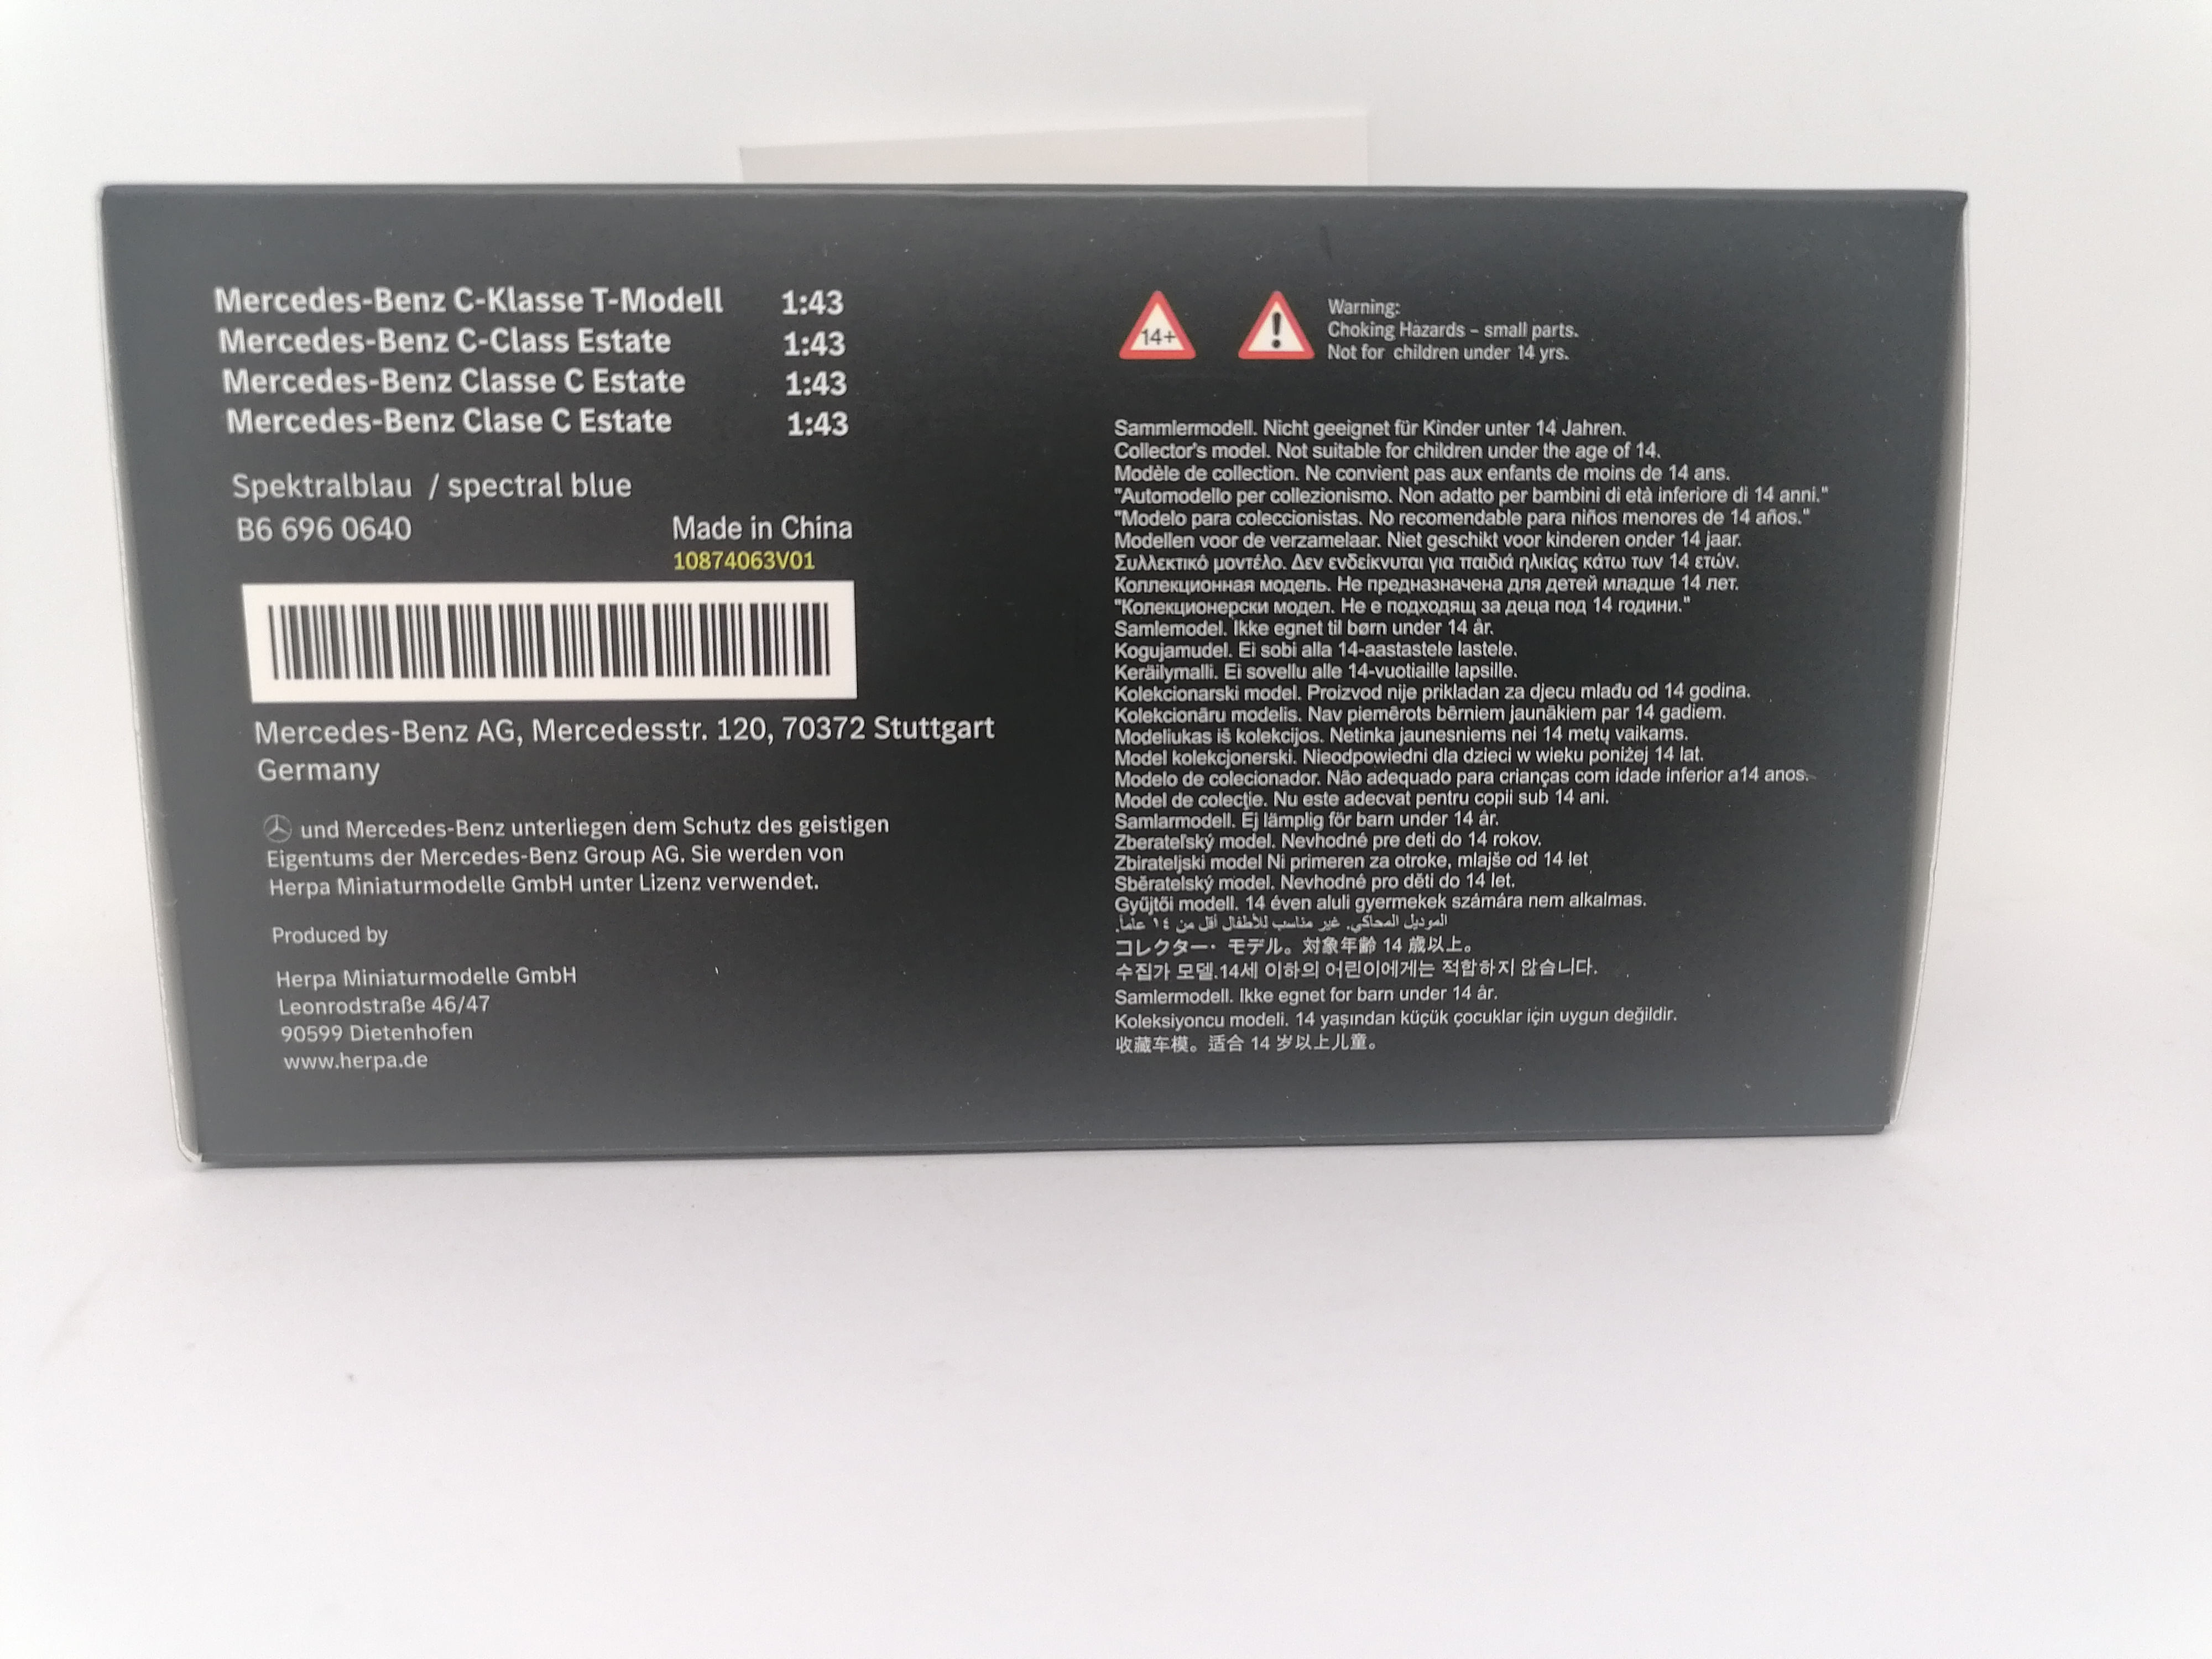 Mercedes-Benz C-Klasse T-Modell 1:43
Mercedes-Benz C-Class Estate 1:43
Mercedes-Benz Classe C Estate 1:43
Mercedes-Benz Clase C Estate 1:43
Spektralblau / spectral blue
B6 696 0640 Made in China
10874063V01
Mercedes-Benz AG, Mercedesstr. 120, 70372 Stuttgart
Germany
und Mercedes-Benz unterliegen dem Schutz des geistigen
Eigentums der Mercedes-Benz Group AG. Sie werden von
Herpa Miniaturmodelle GmbH unter Lizenz verwendet.
Produced by
Herpa Miniaturmodelle GmbH
Leonrodstraße 46/47
90599 Dietenhofen
www.herpa.de
14+
Warning:
Choking Hazards - small parts.
Not for children under 14 yrs.
Sammlermodell. Nicht geeignet für Kinder unter 14 Jahren.
Collector's model. Not suitable for children under the age of 14.
Modèle de collection. Ne convient pas aux enfants de moins de 14 ans.
"Automodello per collezionismo. Non adatto per bambini di età inferiore di 14 anni."
"Modelo para coleccionistas. No recomendable para niños menores de 14 años."
Modellen voor de verzamelaar. Niet geschikt voor kinderen onder 14 jaar.
Συλλεκτικό μοντέλο. Δεν ενδείκνυται για παιδιά ηλικίας κάτω των 14 ετών.
Коллекционная модель. Не предназначена для детей младше 14 лет.
"Колекционерски модел. Не е подходящ за деца под 14 години."
Samlemodel. Ikke egnet til børn under 14 år.
Kogujamudel. Ei sobi alla 14-aastastele lastele.
Keräilymalli. Ei sovellu alle 14-vuotiaille lapsille.
Kolekcionarski model. Proizvod nije prikladan za djecu mlađu od 14 godina.
Kolekcionāru modelis. Nav piemērots bērniem jaunākiem par 14 gadiem.
Modeliukas iš kolekcijos. Netinka jaunesniems nei 14 metų vaikams.
Model kolekcjonerski. Nieodpowiedni dla dzieci w wieku poniżej 14 lat.
Modelo de colecionador. Não adequado para crianças com idade inferior a14 anos.
Model de colecţie. Nu este adecvat pentru copii sub 14 ani.
Samlarmodell. Ej lämplig för barn under 14 år.
Zberateľský model. Nevhodné pre deti do 14 rokov.
Zbirateljski model Ni primeren za otroke, mlajše od 14 let
Sběratelský model. Nevhodné pro děti do 14 let.
Gyűjtői modell. 14 éven aluli gyermekek számára nem alkalmas.
الموديل المحاكي. غير مناسب للأطفال أقل من ١٤ عاماً.
コレクター・ モデル。対象年齢 14 歳以上。
수집가 모델.14세 이하의 어린이에게는 적합하지 않습니다.
Samlermodell. Ikke egnet for barn under 14 år.
Koleksiyoncu modeli. 14 yaşından küçük çocuklar için uygun değildir.
收藏车模。适合 14 岁以上儿童。